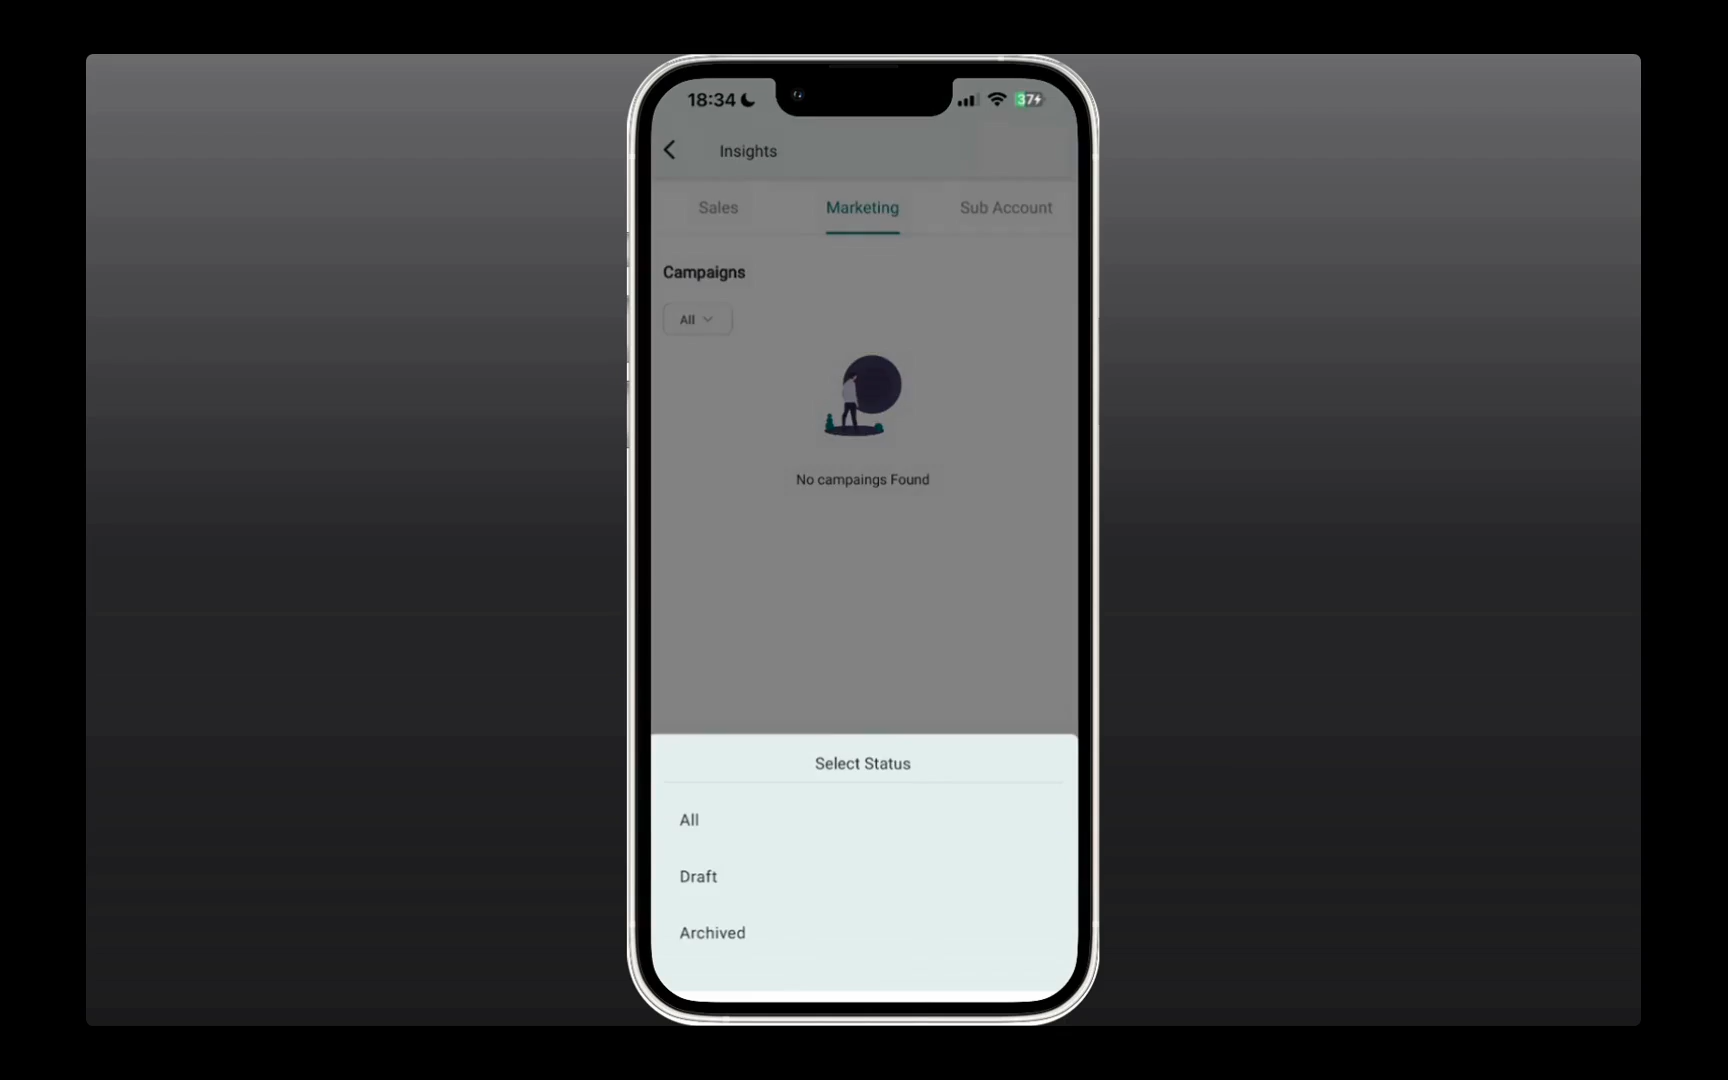 18:34
37
Insights
Sales
Marketing
Sub Account
Campaigns
All
No campaings Found
Select Status
All
Draft
Archived